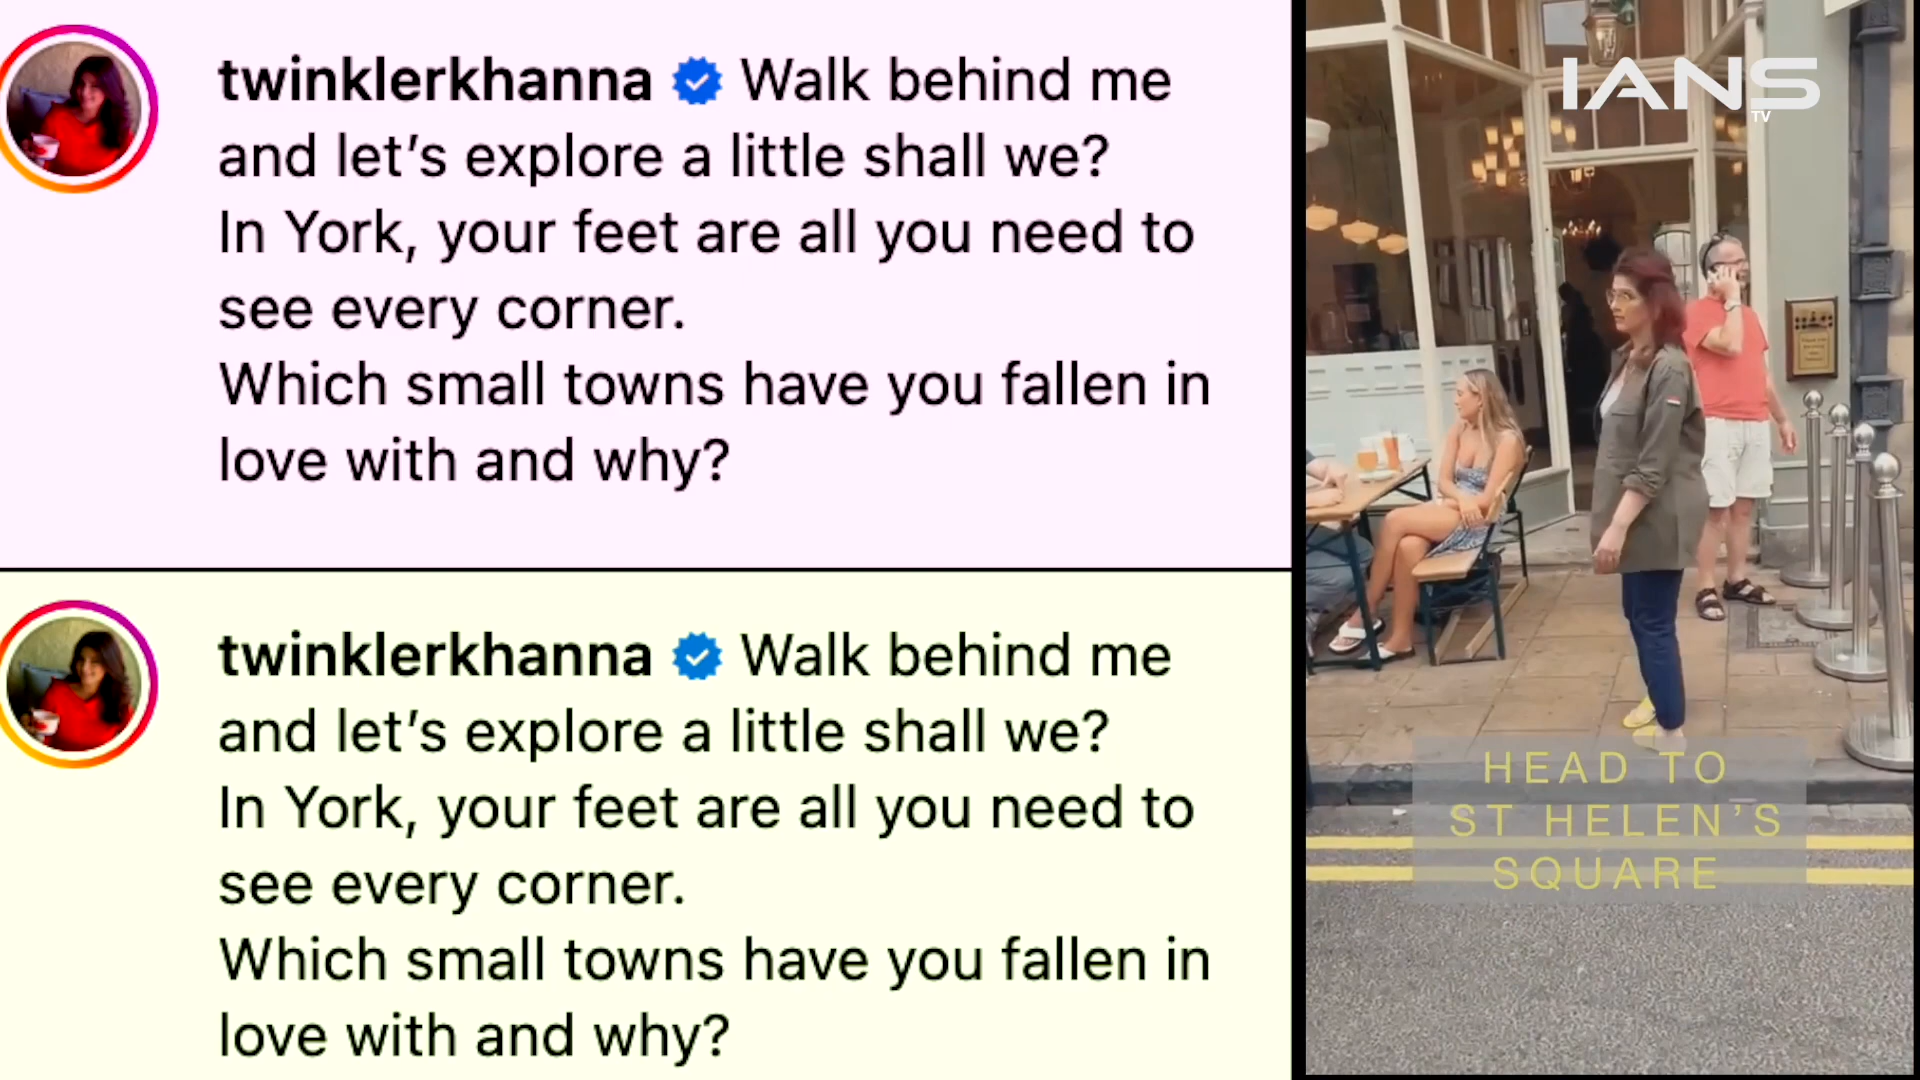 twinklerkhanna Walk behind me
and let's explore a little shall we?
In York, your feet are all you need to
see every corner.
Which small towns have you fallen in
love with and why?
twinklerkhanna Walk behind me
and let's explore a little shall we?
In York, your feet are all you need to
see every corner.
Which small towns have you fallen in
love with and why?
IANS
TV
HEAD TO
ST HELEN'S
SQUARE